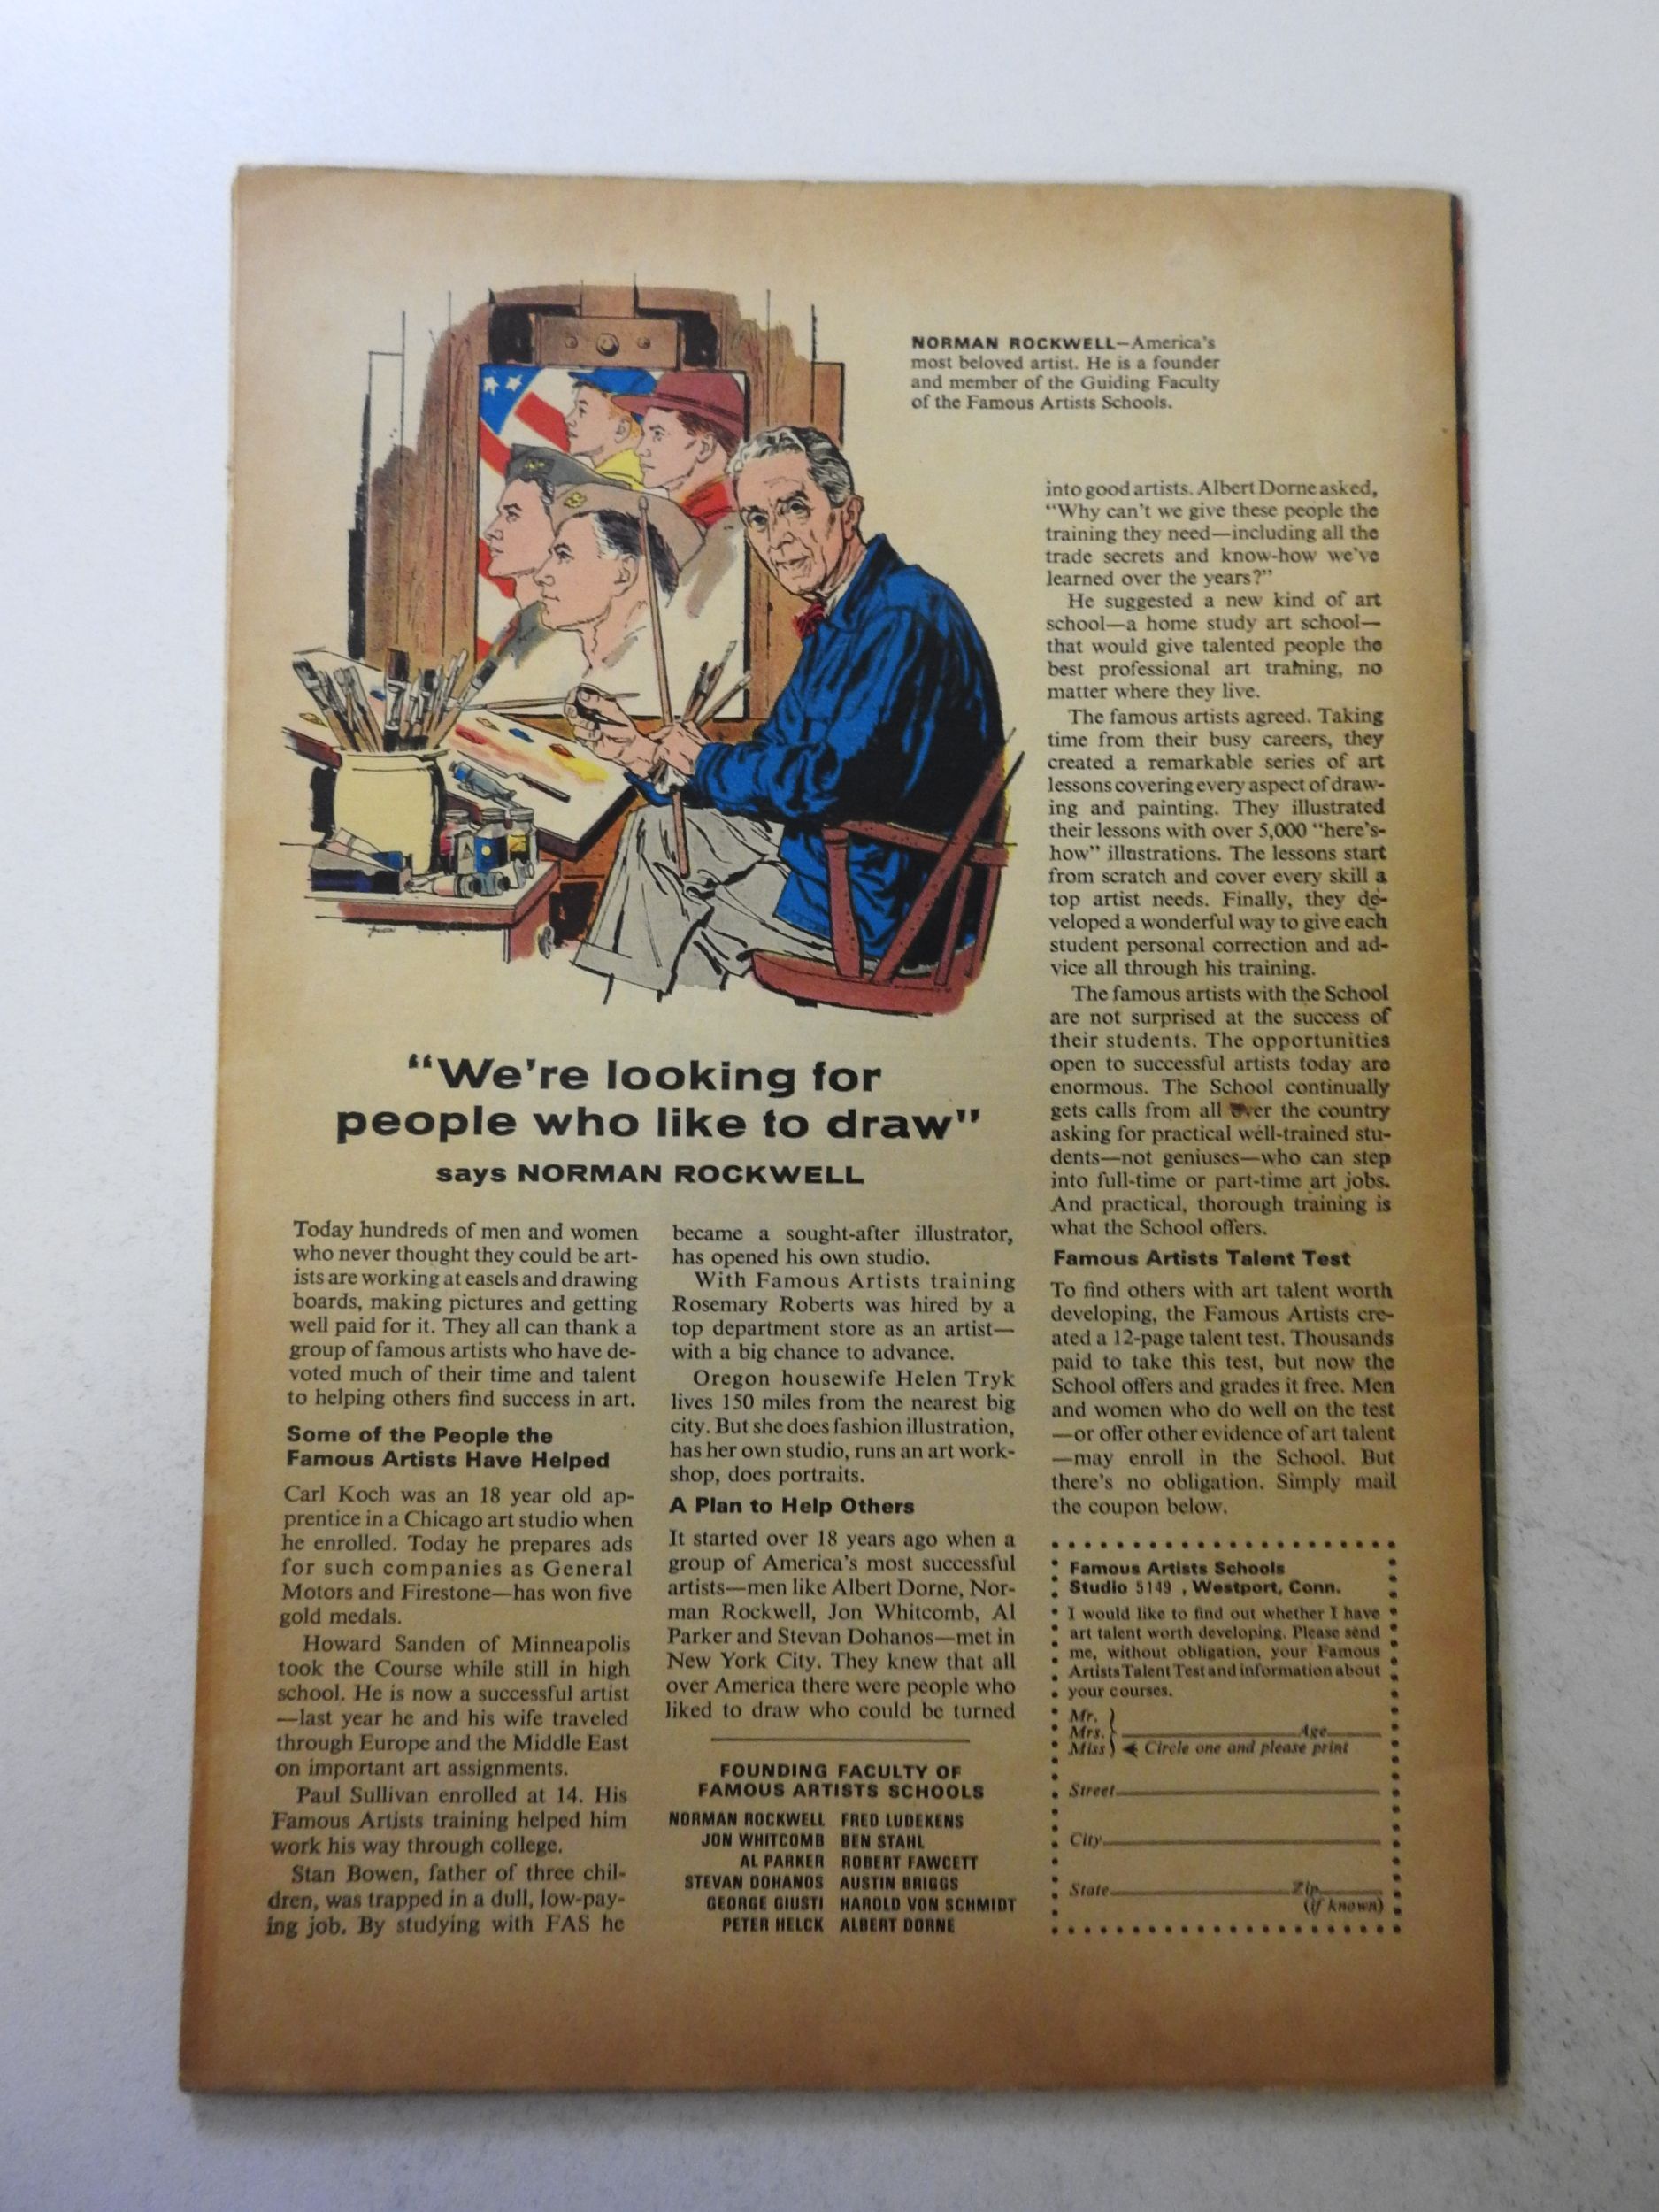 NORMAN ROCKWELL—America's
most beloved artist. He is a founder
and member of the Guiding Faculty
of the Famous Artists Schools.
"We're looking for
people who like to draw"
says NORMAN ROCKWELL
Today hundreds of men and women
who never thought they could be art-
ists are working at easels and drawing
boards, making pictures and getting
well paid for it. They all can thank a
group of famous artists who have de-
voted much of their time and talent
to helping others find success in art.
Some of the People the
Famous Artists Have Helped
Carl Koch was an 18 year old ap-
prentice in a Chicago art studio when
he enrolled. Today he prepares ads
for such companies as General
Motors and Firestone—has won five
gold medals.
Howard Sanden of Minneapolis
took the Course while still in high
school. He is now a successful artist
—last year he and his wife traveled
through Europe and the Middle East
on important art assignments.
Paul Sullivan enrolled at 14. His
Famous Artists training helped him
work his way through college.
Stan Bowen, father of three chil-
dren, was trapped in a dull, low-pay-
ing job. By studying with FAS he
became a sought-after illustrator,
has opened his own studio.
With Famous Artists training
Rosemary Roberts was hired by a
top department store as an artist—
with a big chance to advance.
Oregon housewife Helen Tryk
lives 150 miles from the nearest big
city. But she does fashion illustration,
has her own studio, runs an art work-
shop, does portraits.
A Plan to Help Others
It started over 18 years ago when a
group of America's most successful
artists—men like Albert Dorne, Nor-
man Rockwell, Jon Whitcomb, Al
Parker and Stevan Dohanos—met in
New York City. They knew that all
over America there were people who
liked to draw who could be turned
FOUNDING FACULTY OF
FAMOUS ARTISTS SCHOOLS
NORMAN ROCKWELL FRED LUDEKENS
JON WHITCOMB BEN STAHL
AL PARKER ROBERT FAWCETT
STEVAN DOHANOS AUSTIN BRIGGS
GEORGE GIUSTI HAROLD VON SCHMIDT
PETER HELCK ALBERT DORNE
into good artists. Albert Dorne asked,
"Why can't we give these people the
training they need—including all the
trade secrets and know-how we've
learned over the years?"
He suggested a new kind of art
school—a home study art school—
that would give talented people the
best professional art training, no
matter where they live.
The famous artists agreed. Taking
time from their busy careers, they
created a remarkable series of art
lessons covering every aspect of draw-
ing and painting. They illustrated
their lessons with over 5,000 "here's-
how" illustrations. The lessons start
from scratch and cover every skill a
top artist needs. Finally, they de-
veloped a wonderful way to give each
student personal correction and ad-
vice all through his training.
The famous artists with the School
are not surprised at the success of
their students. The opportunities
open to successful artists today are
enormous. The School continually
gets calls from all over the country
asking for practical well-trained stu-
dents—not geniuses—who can step
into full-time or part-time art jobs.
And practical, thorough training is
what the School offers.
Famous Artists Talent Test
To find others with art talent worth
developing, the Famous Artists cre-
ated a 12-page talent test. Thousands
paid to take this test, but now the
School offers and grades it free. Men
and women who do well on the test
—or offer other evidence of art talent
—may enroll in the School. But
there's no obligation. Simply mail
the coupon below.
Famous Artists Schools
Studio 5149 , Westport, Conn.
I would like to find out whether I have
art talent worth developing. Please send
me, without obligation, your Famous
Artists Talent Test and information about
your courses.
Mr.
Mrs. Age
Miss Circle one and please print
Street
City
State Zip
(if known)